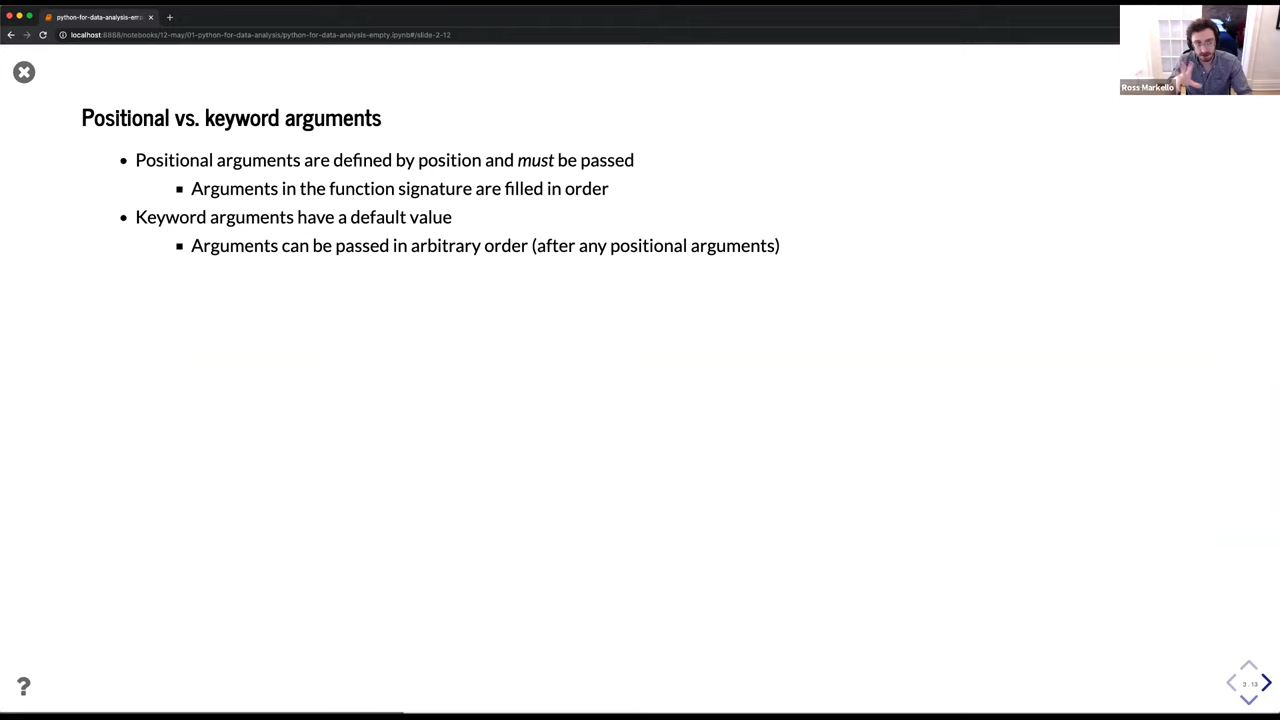 python-for-data-analysis-em
localhost:8888/notebooks/12-may/01-python-for-data-analysis/python-for-data-analysis-empty.ipynb#/slide-2-12
Ross Markello
Positional vs. keyword arguments
• Positional arguments are defined by position and must be passed
▪ Arguments in the function signature are filled in order
• Keyword arguments have a default value
▪ Arguments can be passed in arbitrary order (after any positional arguments)
?
3.13